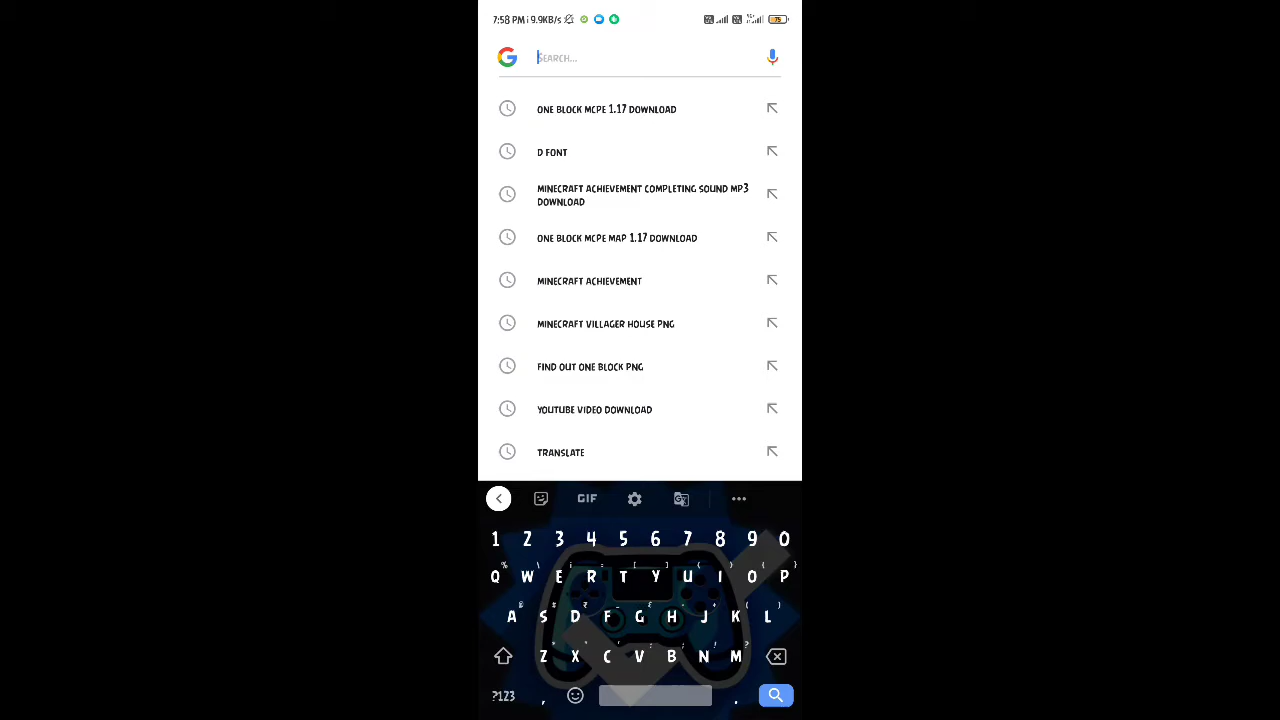 7:58 PM 9.9KB/s 75
SEARCH...
ONE BLOCK MCPE 1.17 DOWNLOAD
D FONT
MINECRAFT ACHIEVEMENT COMPLETING SOUND MP3
DOWNLOAD
ONE BLOCK MCPE MAP 1.17 DOWNLOAD
MINECRAFT ACHIEVEMENT
MINECRAFT VILLAGER HOUSE PNG
FIND OUT ONE BLOCK PNG
YOUTUBE VIDEO DOWNLOAD
TRANSLATE
GIF
1 2 3 4 5 6 7 8 9 0
Q W E R T Y U I O P
A S D F G H J K L
Z X C V B N M
?123 , .